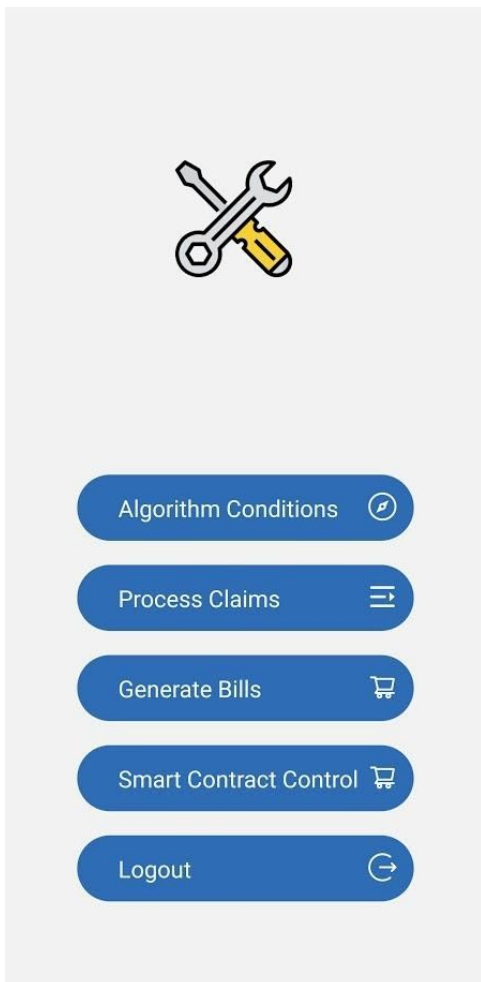 Algorithm Conditions
Process Claims
Generate Bills
Smart Contract Control
Logout